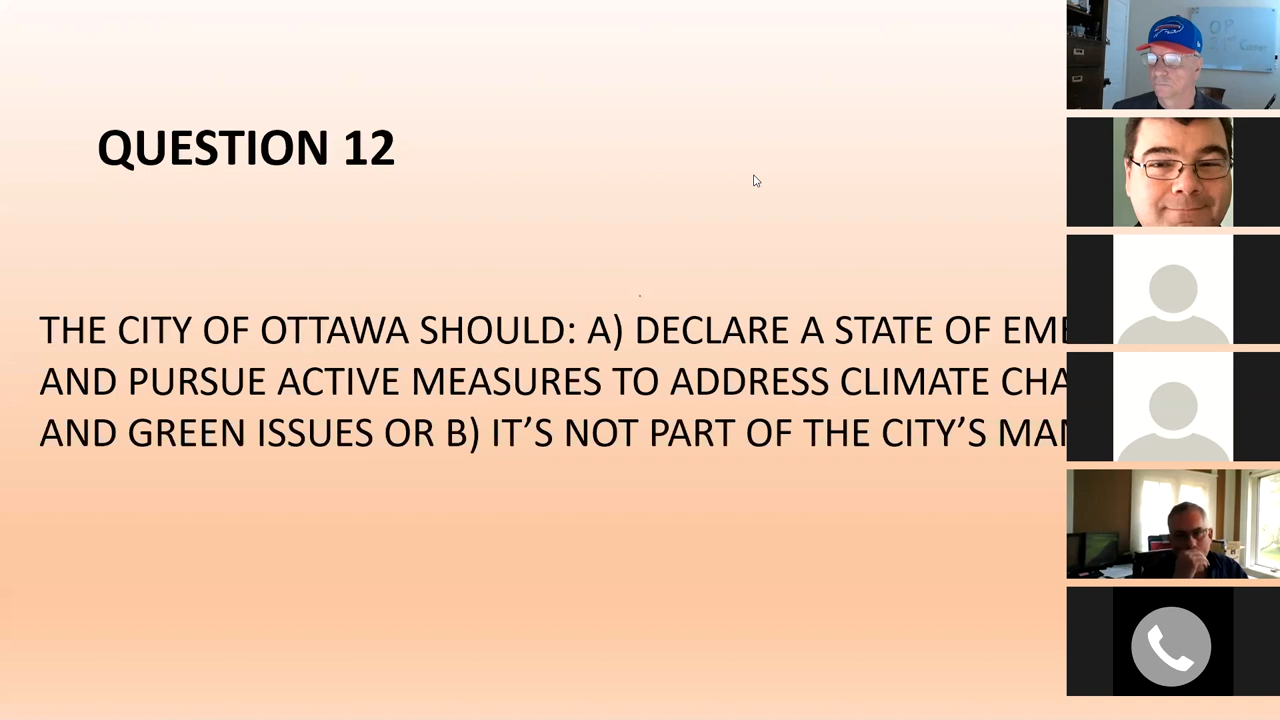 QUESTION 12
THE CITY OF OTTAWA SHOULD: A) DECLARE A STATE OF
AND PURSUE ACTIVE MEASURES TO ADDRESS CLIMATE
AND GREEN ISSUES OR B) IT’S NOT PART OF THE CITY’S